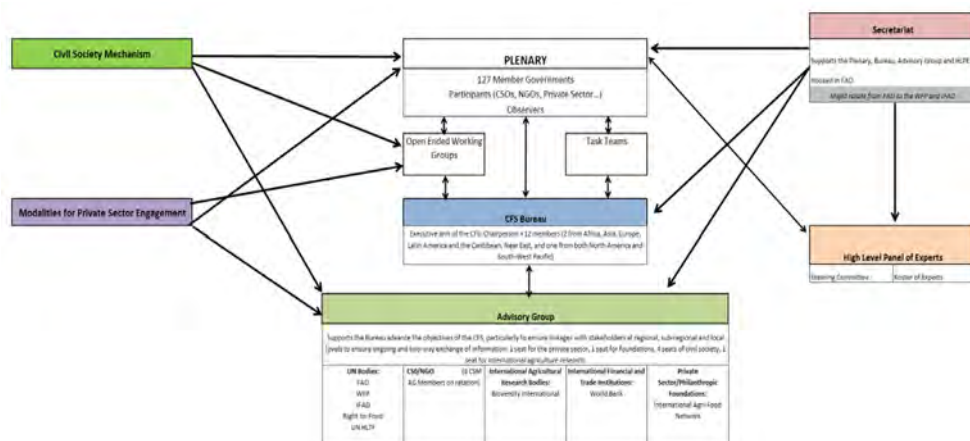 Civil Society Mechanism
Modalities for Private Sector Engagement
PLENARY
127 Member Governments
Participants (CSOs, NGOs, Private Sector...)
Observers
Open Ended Working
Groups
Task Teams
CFS Bureau
Executive arm of the CFS: Chairperson + 12 members (2 from Africa, Asia, Europe,
Latin America and the Caribbean, Near East, and one from both North America and
South-West Pacific)
Secretariat
Supports the Plenary, Bureau, Advisory Group and HLPE
Housed in FAO
Might rotate from FAO to the WFP and IFAD
High Level Panel of Experts
Steering Committee
Roster of Experts
Advisory Group
Supports the Bureau advance the objectives of the CFS, particularly to ensure linkages with stakeholders at regional, subregional and local
levels to ensure ongoing and two-way exchange of information: 1 seat for the private sector, 1 seat for foundations, 4 seats of civil society, 1
seat for international agriculture research.
UN Bodies:
FAO
WFP
IFAD
Right to Food
UN HLTF
CSO/NGO CSM
AG Members on rotation)
International Agricultural
Research Bodies:
Bioversity International
International Financial and
Trade Institutions:
World Bank
Private
Sector/Philanthropic
Foundations:
International Agri-Food
Network